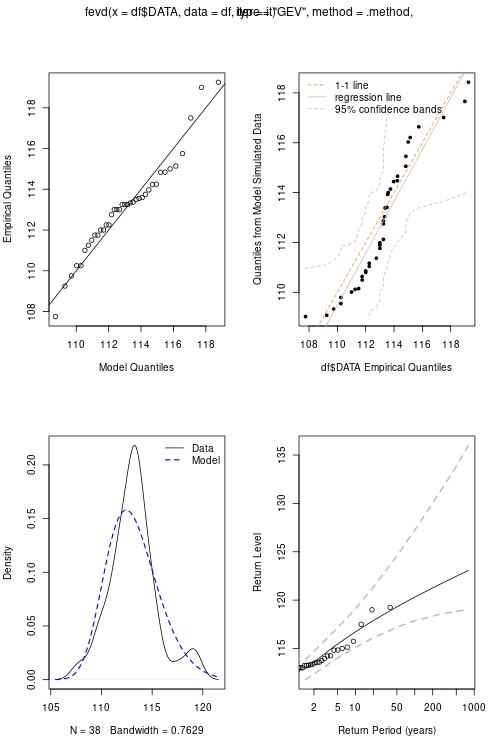 fevd(x = df$DATA, data = df, type = "GEV", method = .method,
Empirical Quantiles
108 110 112 114 116 118
110 112 114 116 118
Model Quantiles
Quantiles from Model Simulated Data
110 112 114 116 118
1-1 line
regression line
95% confidence bands
108 110 112 114 116 118
df$DATA Empirical Quantiles
Density
0.00 0.05 0.10 0.15 0.20
Data
Model
105 110 115 120
N = 38 Bandwidth = 0.7629
Return Level
115 120 125 130 135
2 5 10 50 200 1000
Return Period (years)